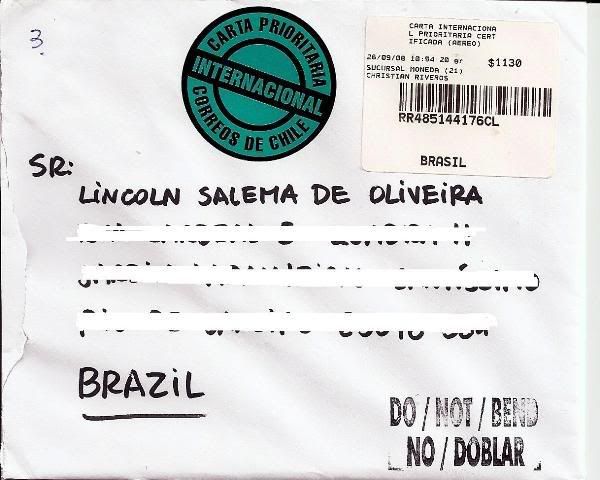 3
CARTA PRIORITARIA
INTERNACIONAL
CORREOS DE CHILE
CARTA INTERNACIONA
L PRIORITARIA CERT
IFICADA (AEREO)
26/09/08 10:04 20 gr $1130
SUCURSAL MONEDA (21)
CHRISTIAN RIVEROS
RR485144176CL
BRASIL
SR:
LINCOLN SALEMA DE OLIVEIRA
BRAZIL
DO / NOT / BEND
NO / DOBLAR